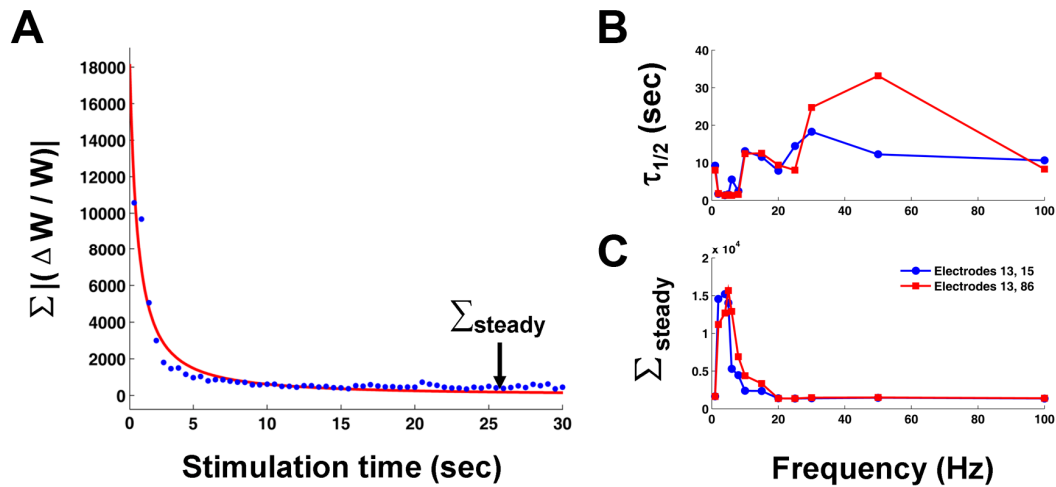 A
Σ|(Δ W / W)|
18000
16000
14000
12000
10000
8000
6000
4000
2000
0
Σsteady
0 5 10 15 20 25 30
Stimulation time (sec)
B
τ1/2 (sec)
40
30
20
10
0
0 20 40 60 80 100
C
Σ steady
x 10^4
2
1.5
1
0.5
0
Electrodes 13, 15
Electrodes 13, 86
0 20 40 60 80 100
Frequency (Hz)